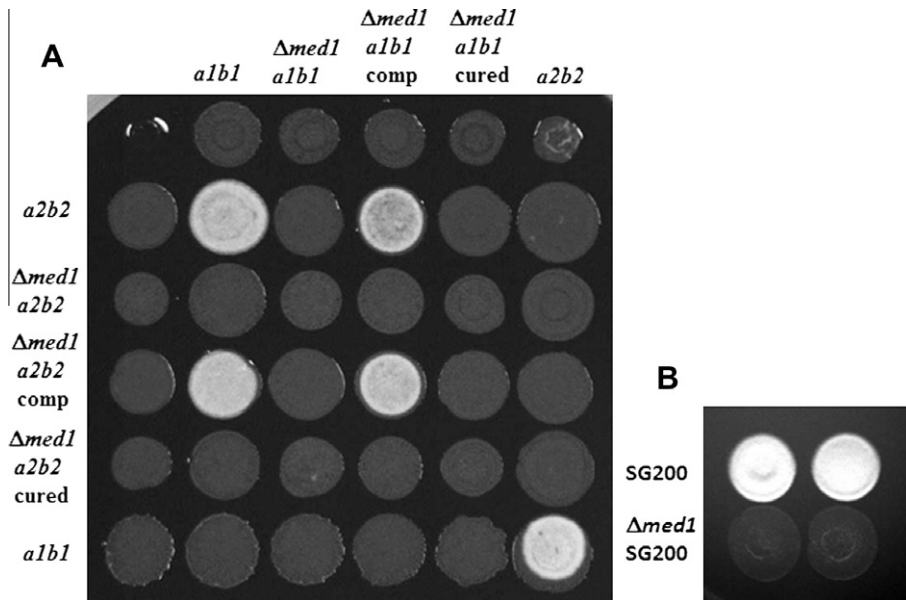 A
a1b1
Δmed1
a1b1
Δmed1
a1b1
comp
Δmed1
a1b1
cured
a2b2
a2b2
Δmed1
a2b2
Δmed1
a2b2
comp
Δmed1
a2b2
cured
a1b1
B
SG200
Δmed1
SG200